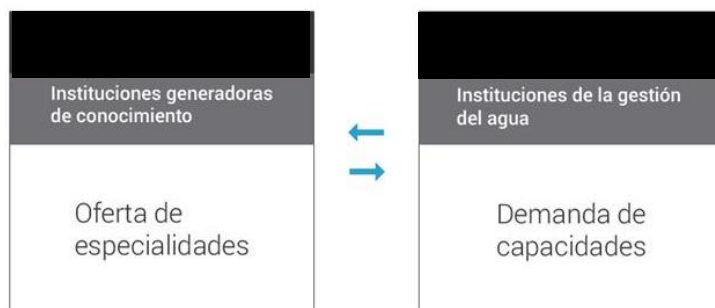 Instituciones generadoras
de conocimiento
Oferta de
especialidades
Instituciones de la gestión
del agua
Demanda de
capacidades